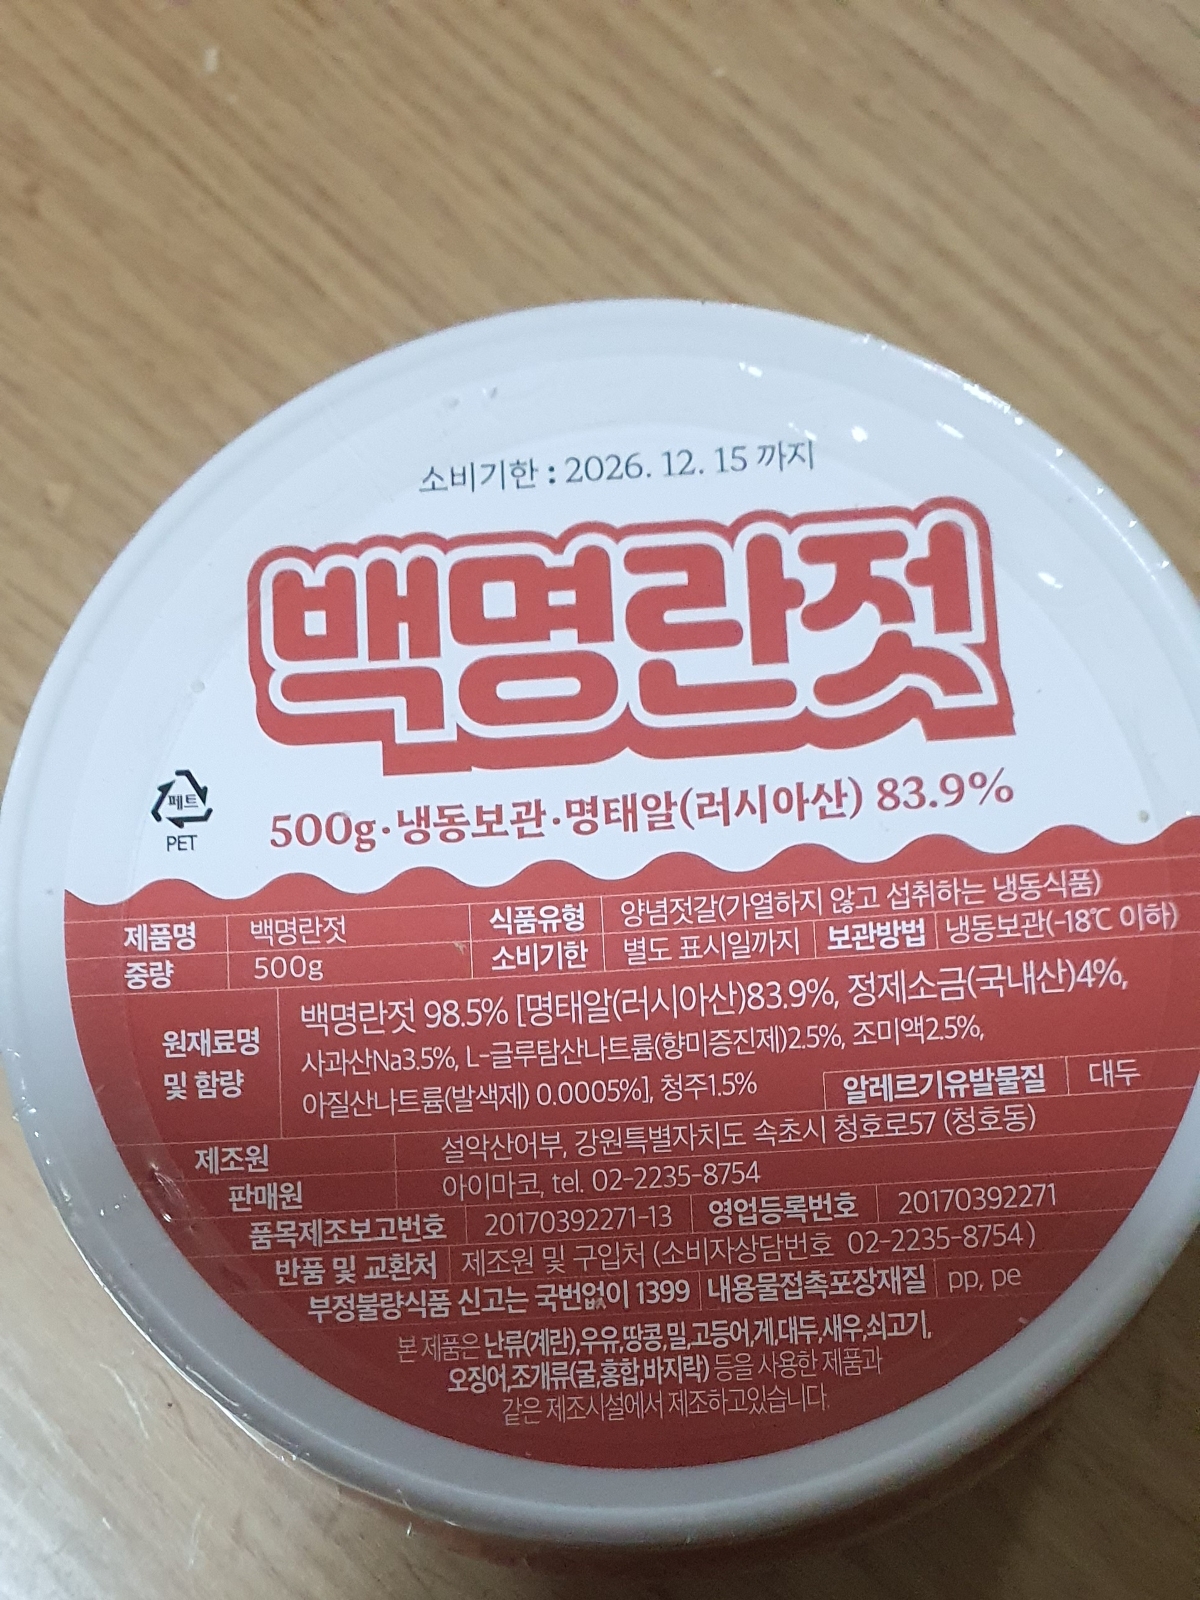 소비기한 : 2026. 12. 15 까지
백명란젓
페트
PET
500g·냉동보관·명태알(러시아산) 83.9%
제품명 백명란젓 식품유형 양념젓갈(가열하지 않고 섭취하는 냉동식품)
중량 500g 소비기한 별도 표시일까지 보관방법 냉동보관(-18℃ 이하)
원재료명 및 함량 백명란젓 98.5% [명태알(러시아산)83.9%, 정제소금(국내산)4%,
사과산Na3.5%, L-글루탐산나트륨(향미증진제)2.5%, 조미액2.5%,
아질산나트륨(발색제) 0.0005%], 청주1.5% 알레르기유발물질 대두
제조원 설악산어부, 강원특별자치도 속초시 청호로57 (청호동)
판매원 아이마코, tel. 02-2235-8754
품목제조보고번호 20170392271-13 영업등록번호 20170392271
반품 및 교환처 제조원 및 구입처 (소비자상담번호 02-2235-8754)
부정불량식품 신고는 국번없이 1399 내용물접촉포장재질 pp, pe
본 제품은 난류(계란),우유,땅콩,밀,고등어,게,대두,새우,쇠고기,
오징어,조개류(굴,홍합,바지락) 등을 사용한 제품과
같은 제조시설에서 제조하고있습니다.